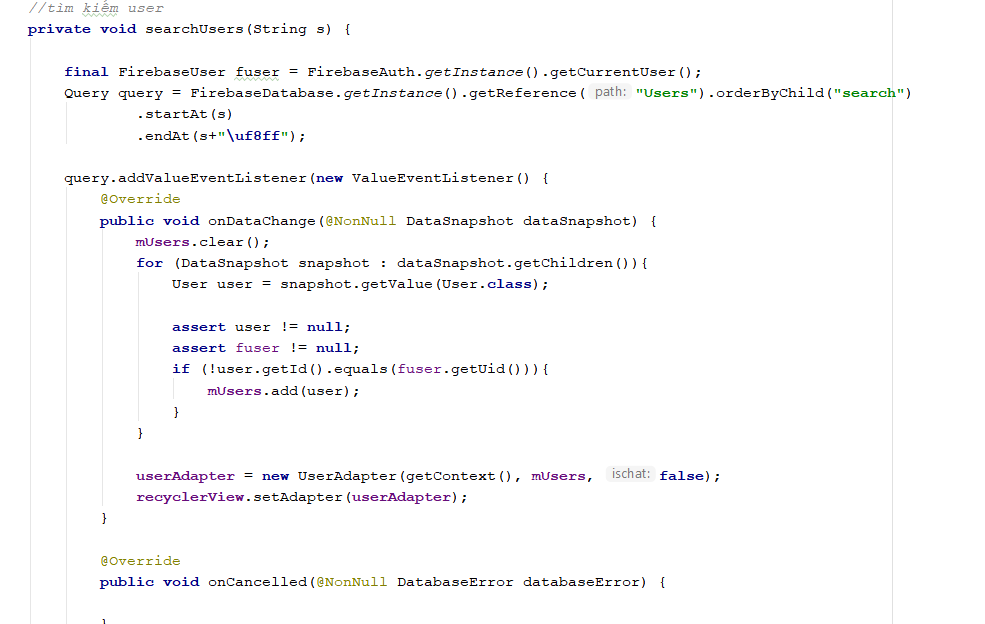 //tìm kiếm user
private void searchUsers(String s) {
final FirebaseUser fuser = FirebaseAuth.getInstance().getCurrentUser();
Query query = FirebaseDatabase.getInstance().getReference( path: "Users").orderByChild("search")
.startAt(s)
.endAt(s+"\uf8ff");
query.addValueEventListener(new ValueEventListener() {
@Override
public void onDataChange(@NonNull DataSnapshot dataSnapshot) {
mUsers.clear();
for (DataSnapshot snapshot : dataSnapshot.getChildren()){
User user = snapshot.getValue(User.class);
assert user != null;
assert fuser != null;
if (!user.getId().equals(fuser.getUid())){
mUsers.add(user);
}
}
userAdapter = new UserAdapter(getContext(), mUsers, ischat: false);
recyclerView.setAdapter(userAdapter);
}
@Override
public void onCancelled(@NonNull DatabaseError databaseError) {
}